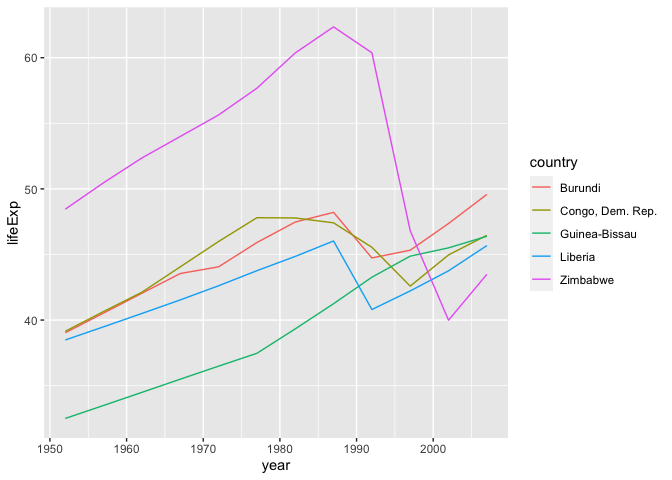 60
50
40
lifeExp
1950 1960 1970 1980 1990 2000
year
country
Burundi
Congo, Dem. Rep.
Guinea-Bissau
Liberia
Zimbabwe